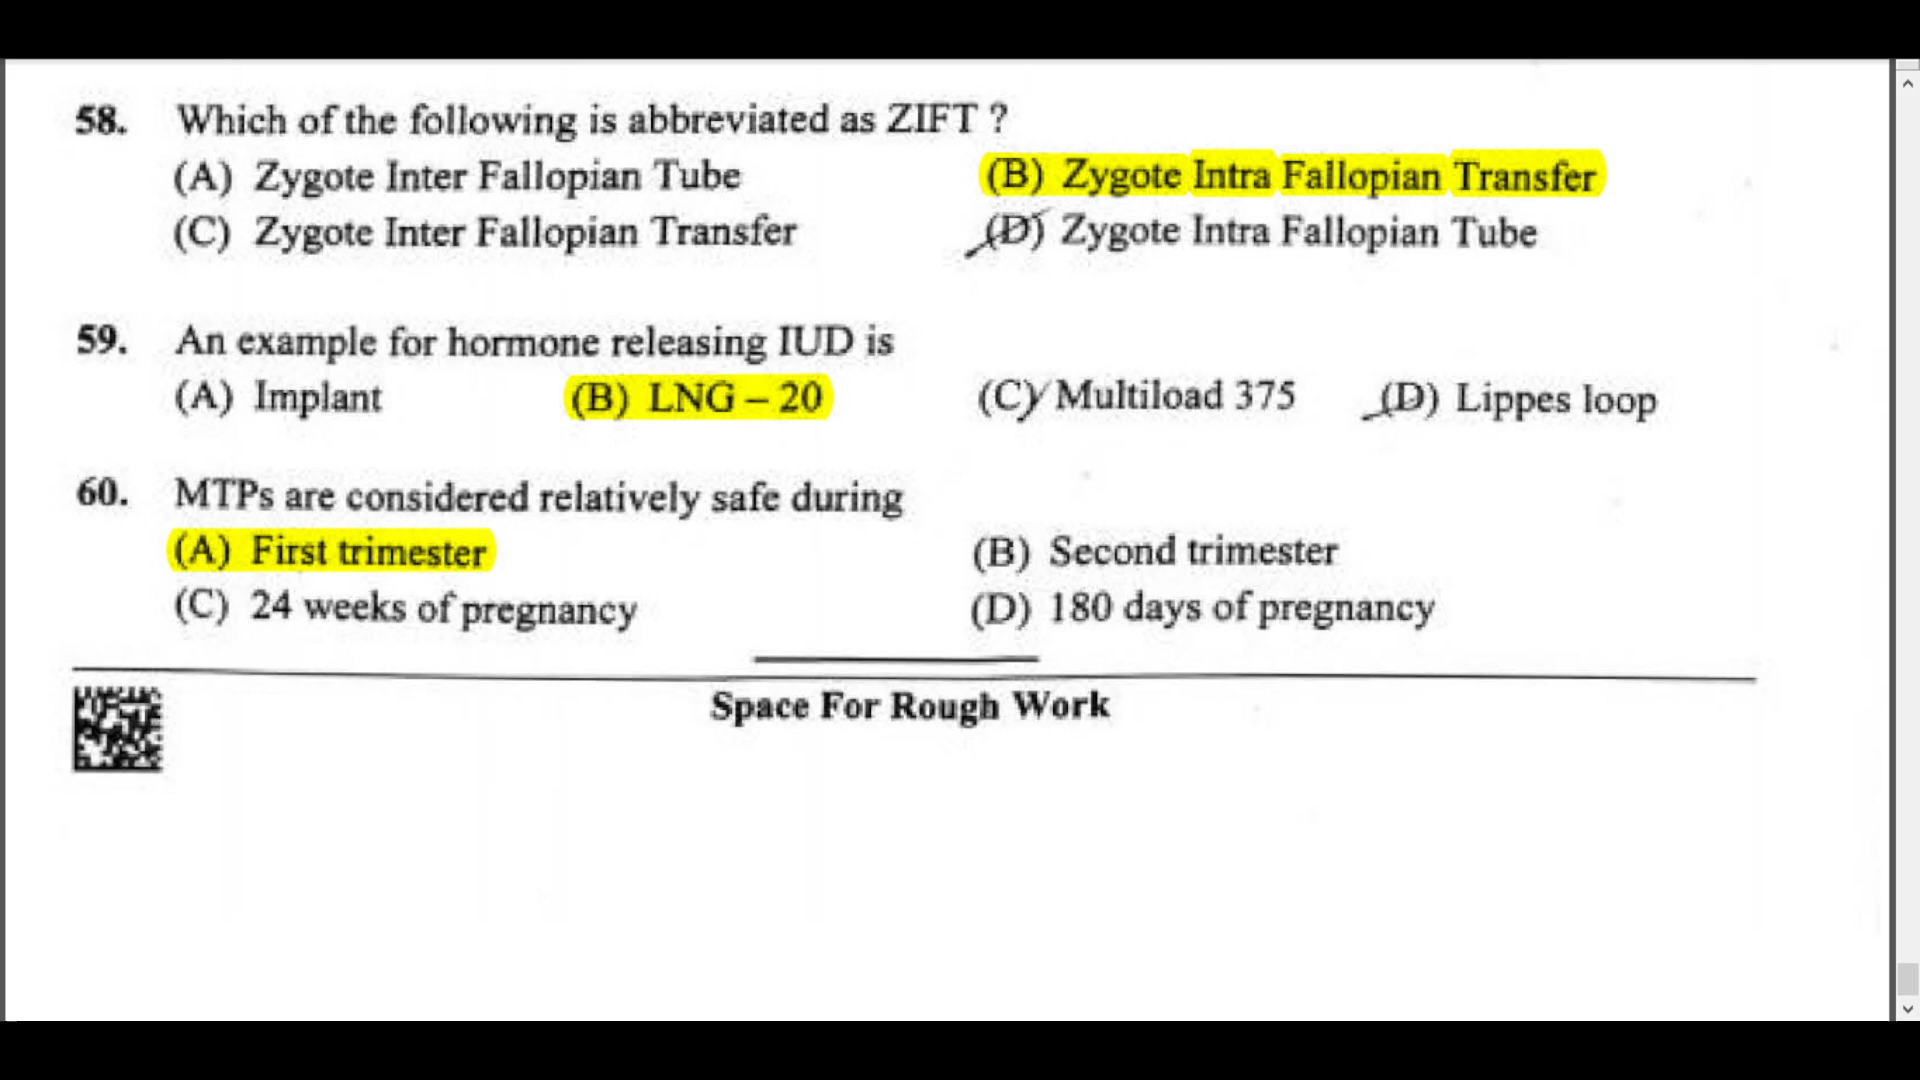 58. Which of the following is abbreviated as ZIFT ?
(A) Zygote Inter Fallopian Tube (B) Zygote Intra Fallopian Transfer
(C) Zygote Inter Fallopian Transfer (D) Zygote Intra Fallopian Tube
59. An example for hormone releasing IUD is
(A) Implant (B) LNG – 20 (C) Multiload 375 (D) Lippes loop
60. MTPs are considered relatively safe during
(A) First trimester (B) Second trimester
(C) 24 weeks of pregnancy (D) 180 days of pregnancy
Space For Rough Work